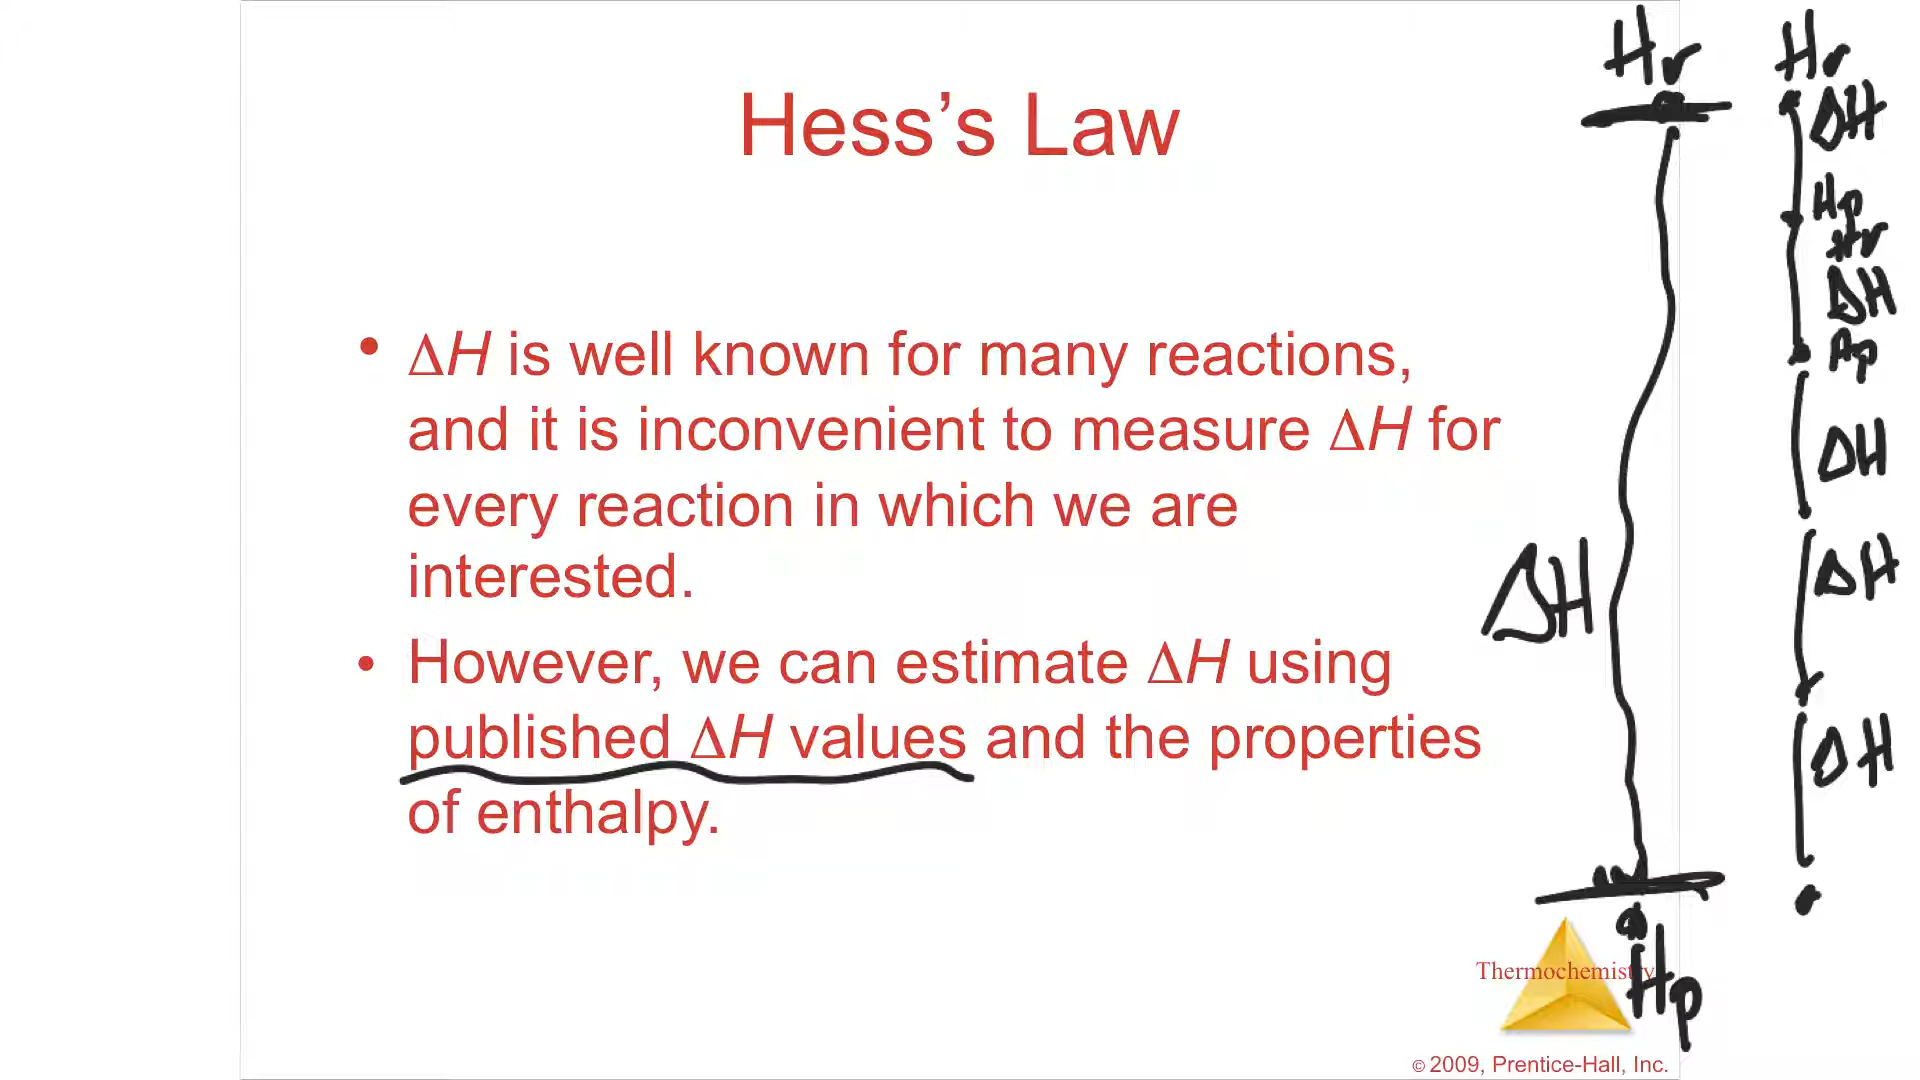 Hess’s Law
• ΔH is well known for many reactions,
and it is inconvenient to measure ΔH for
every reaction in which we are
interested.
• However, we can estimate ΔH using
published ΔH values and the properties
of enthalpy.
Hr
ΔH
Hp
Hr
ΔH
Hp
Hr
ΔH
Hp
ΔH
ΔH
ΔH
Thermochemistry
© 2009, Prentice-Hall, Inc.